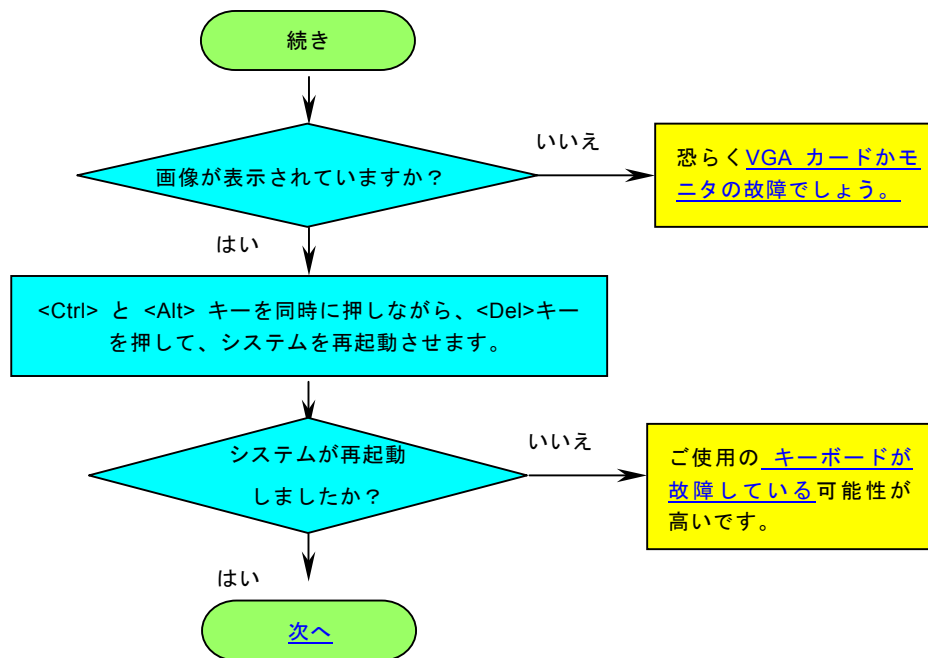 続き
画像が表示されていますか？
いいえ
恐らくVGA カードかモ
ニタの故障でしょう。
はい
<Ctrl> と <Alt> キーを同時に押しながら、<Del>キー
を押して、システムを再起動させます。
システムが再起動
しましたか？
いいえ
ご使用の キーボードが
故障している可能性が
高いです。
はい
次へ